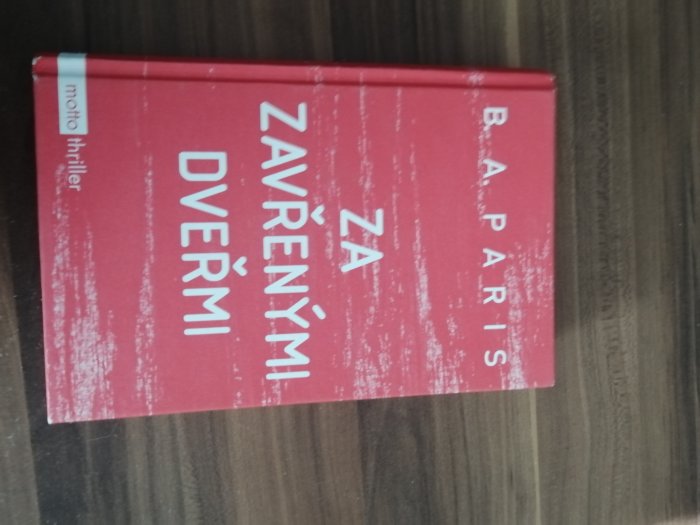 B. A. PARIS
ZA
ZAVŘENÝMI
DVEŘMI
motto thriller